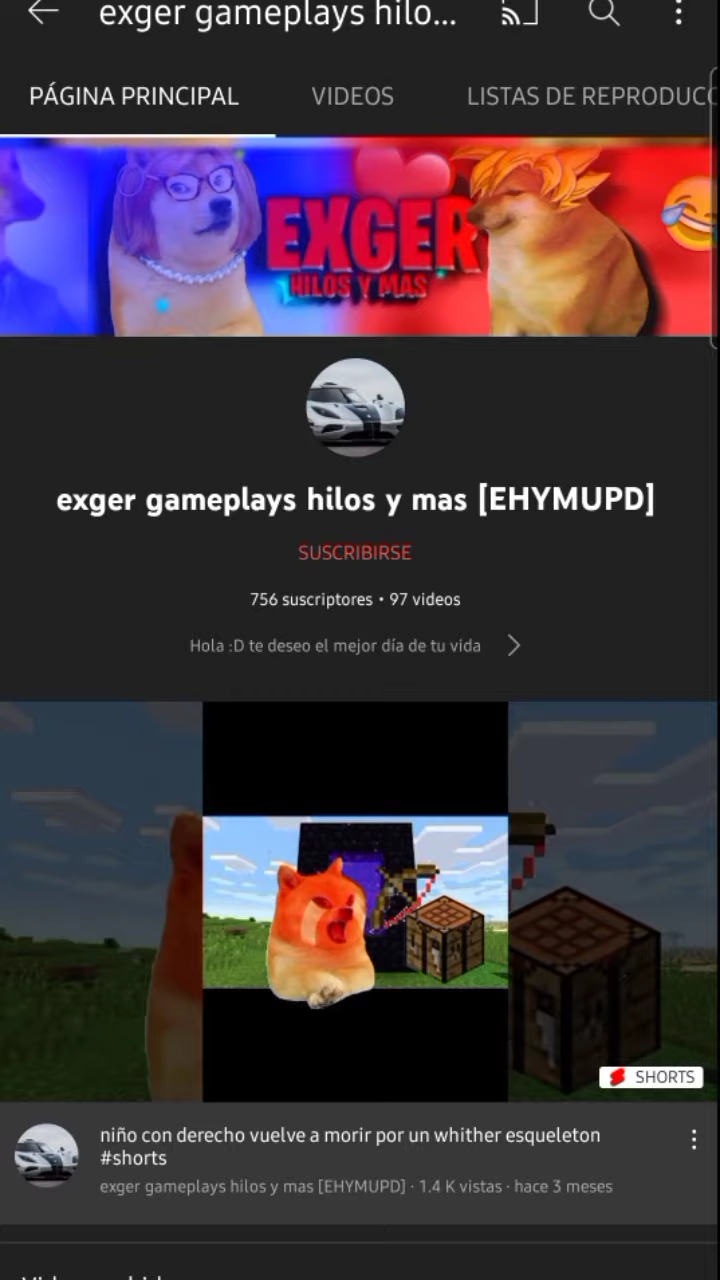 exger gameplays hilo...
PÁGINA PRINCIPAL
VIDEOS
LISTAS DE REPRODUCC
EXGER
HILOS Y MAS
exger gameplays hilos y mas [EHYMUPD]
SUSCRIBIRSE
756 suscriptores • 97 videos
Hola :D te deseo el mejor día de tu vida
SHORTS
niño con derecho vuelve a morir por un whither esqueleton
#shorts
exger gameplays hilos y mas [EHYMUPD] · 1.4 K vistas · hace 3 meses